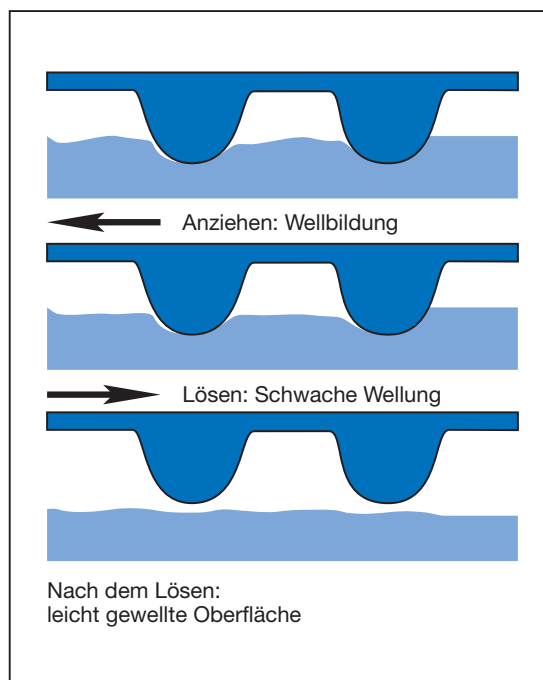 Anziehen: Wellbildung
Lösen: Schwache Wellung
Nach dem Lösen:
leicht gewellte Oberfläche